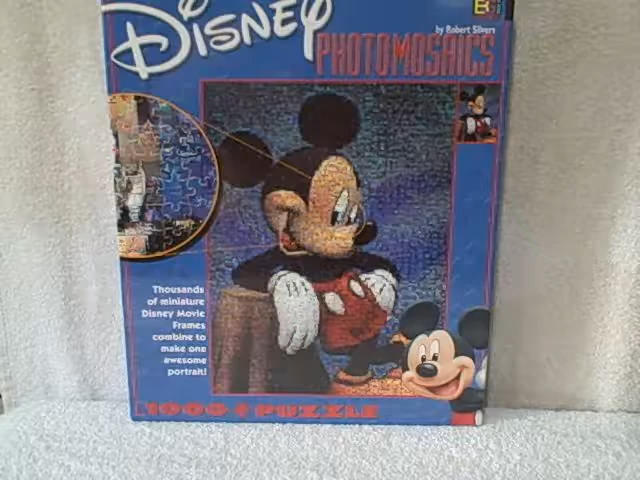 DISNEY
by Robert Silvers
PHOTOMOSAICS
Thousands
of miniature
Disney Movie
Frames
combine to
make one
awesome
portrait!
1000+ PUZZLE